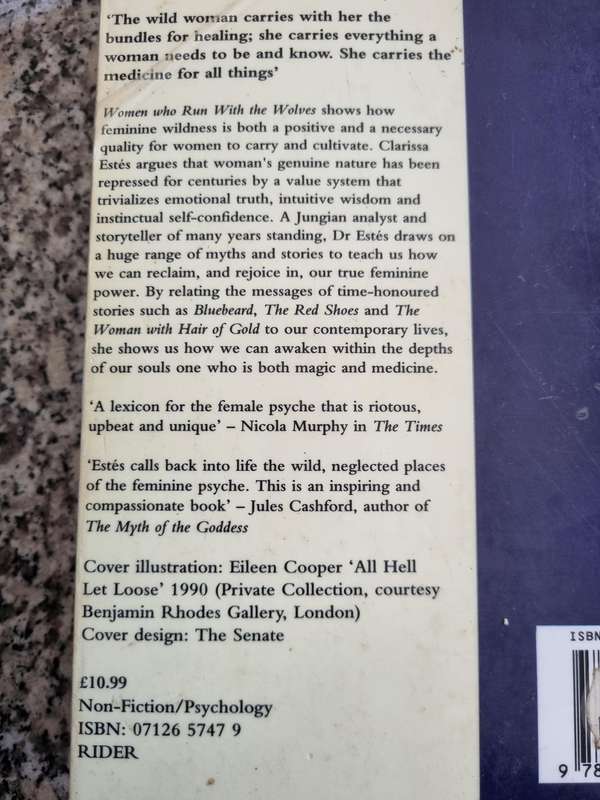 ‘The wild woman carries with her the
bundles for healing; she carries everything a
woman needs to be and know. She carries the
medicine for all things’
Women who Run With the Wolves shows how
feminine wildness is both a positive and a necessary
quality for women to carry and cultivate. Clarissa
Estés argues that woman's genuine nature has been
repressed for centuries by a value system that
trivializes emotional truth, intuitive wisdom and
instinctual self-confidence. A Jungian analyst and
storyteller of many years standing, Dr Estés draws on
a huge range of myths and stories to teach us how
we can reclaim, and rejoice in, our true feminine
power. By relating the messages of time-honoured
stories such as Bluebeard, The Red Shoes and The
Woman with Hair of Gold to our contemporary lives,
she shows us how we can awaken within the depths
of our souls one who is both magic and medicine.
‘A lexicon for the female psyche that is riotous,
upbeat and unique’ – Nicola Murphy in The Times
‘Estés calls back into life the wild, neglected places
of the feminine psyche. This is an inspiring and
compassionate book’ – Jules Cashford, author of
The Myth of the Goddess
Cover illustration: Eileen Cooper ‘All Hell
Let Loose’ 1990 (Private Collection, courtesy
Benjamin Rhodes Gallery, London)
Cover design: The Senate
£10.99
Non-Fiction/Psychology
ISBN: 07126 5747 9
RIDER
ISBN
9 78